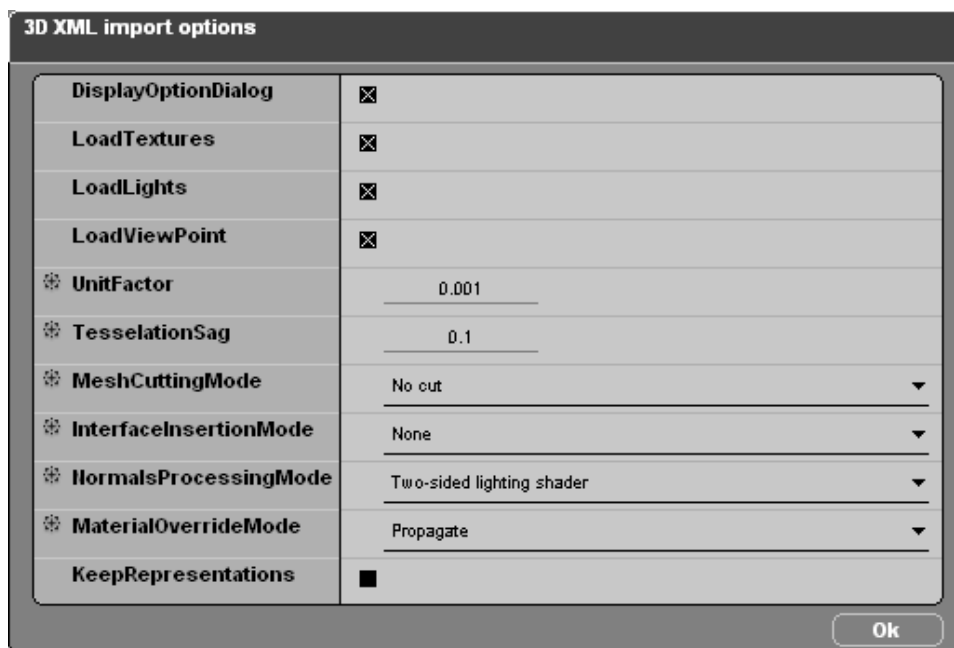 3D XML import options
DisplayOptionDialog
LoadTextures
LoadLights
LoadViewPoint
UnitFactor 0.001
TesselationSag 0.1
MeshCuttingMode No cut
InterfaceInsertionMode None
NormalsProcessingMode Two-sided lighting shader
MaterialOverrideMode Propagate
KeepRepresentations
Ok